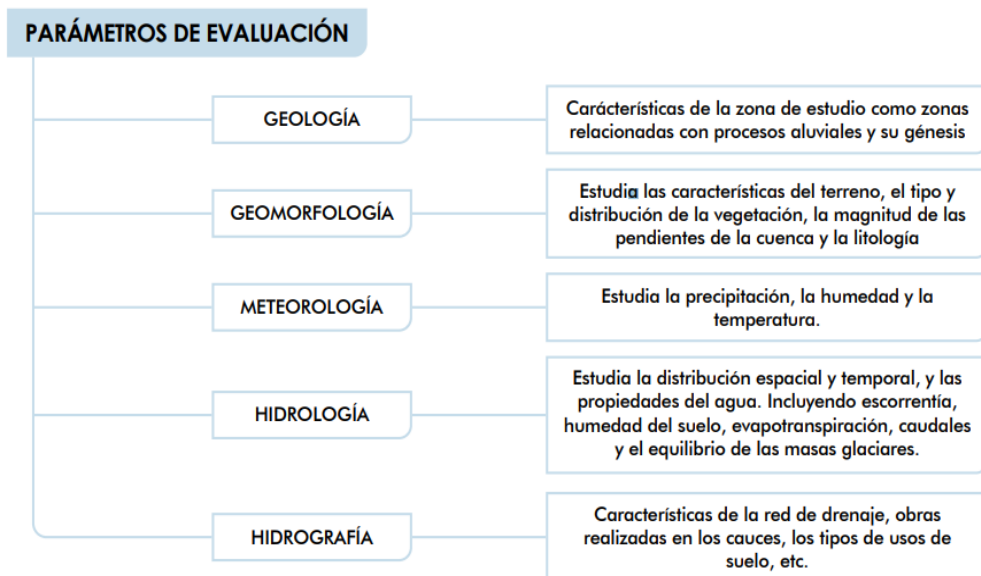 PARÁMETROS DE EVALUACIÓN
GEOLOGÍA
Carácterísticas de la zona de estudio como zonas
relacionadas con procesos aluviales y su génesis
GEOMORFOLOGÍA
Estudia las características del terreno, el tipo y
distribución de la vegetación, la magnitud de las
pendientes de la cuenca y la litología
METEOROLOGÍA
Estudia la precipitación, la humedad y la
temperatura.
HIDROLOGÍA
Estudia la distribución espacial y temporal, y las
propiedades del agua. Incluyendo escorrentía,
humedad del suelo, evapotranspiración, caudales
y el equilibrio de las masas glaciares.
HIDROGRAFÍA
Características de la red de drenaje, obras
realizadas en los cauces, los tipos de usos de
suelo, etc.